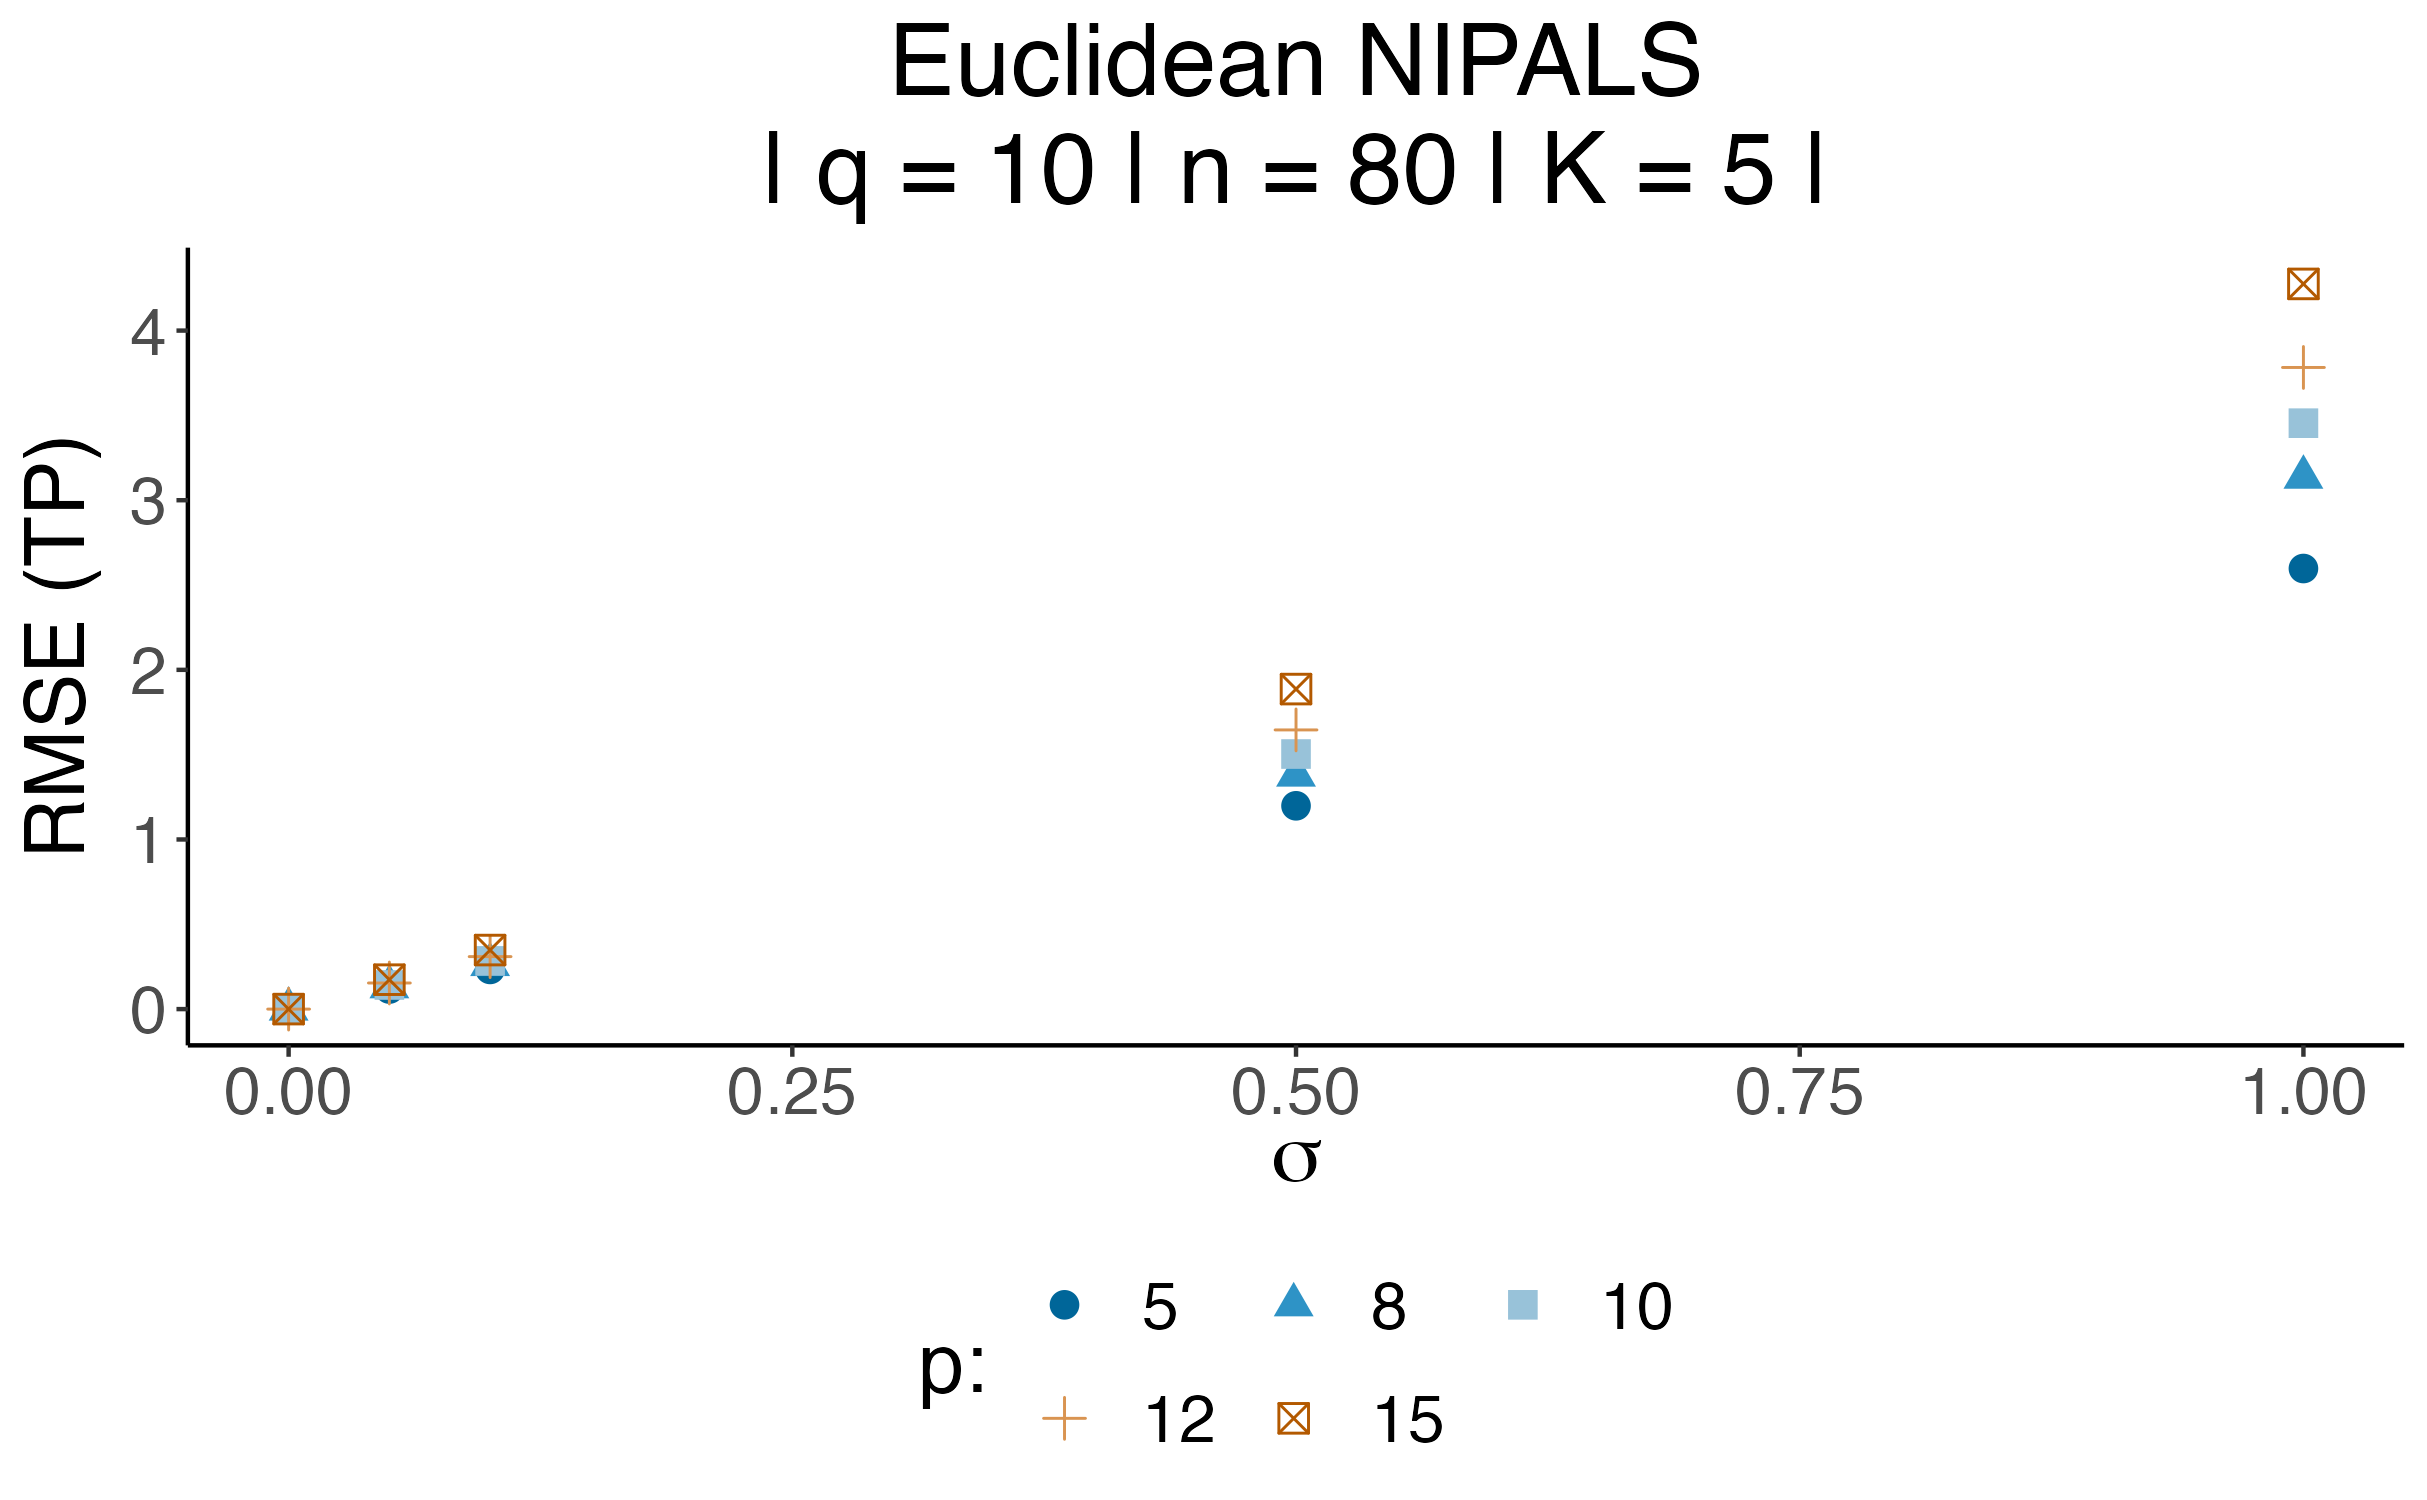 Euclidean NIPALS
| q = 10 | n = 80 | K = 5 |
RMSE (TP)
4
3
2
1
0
0.00 0.25 0.50 0.75 1.00
σ
p:
5 8 10
12 15